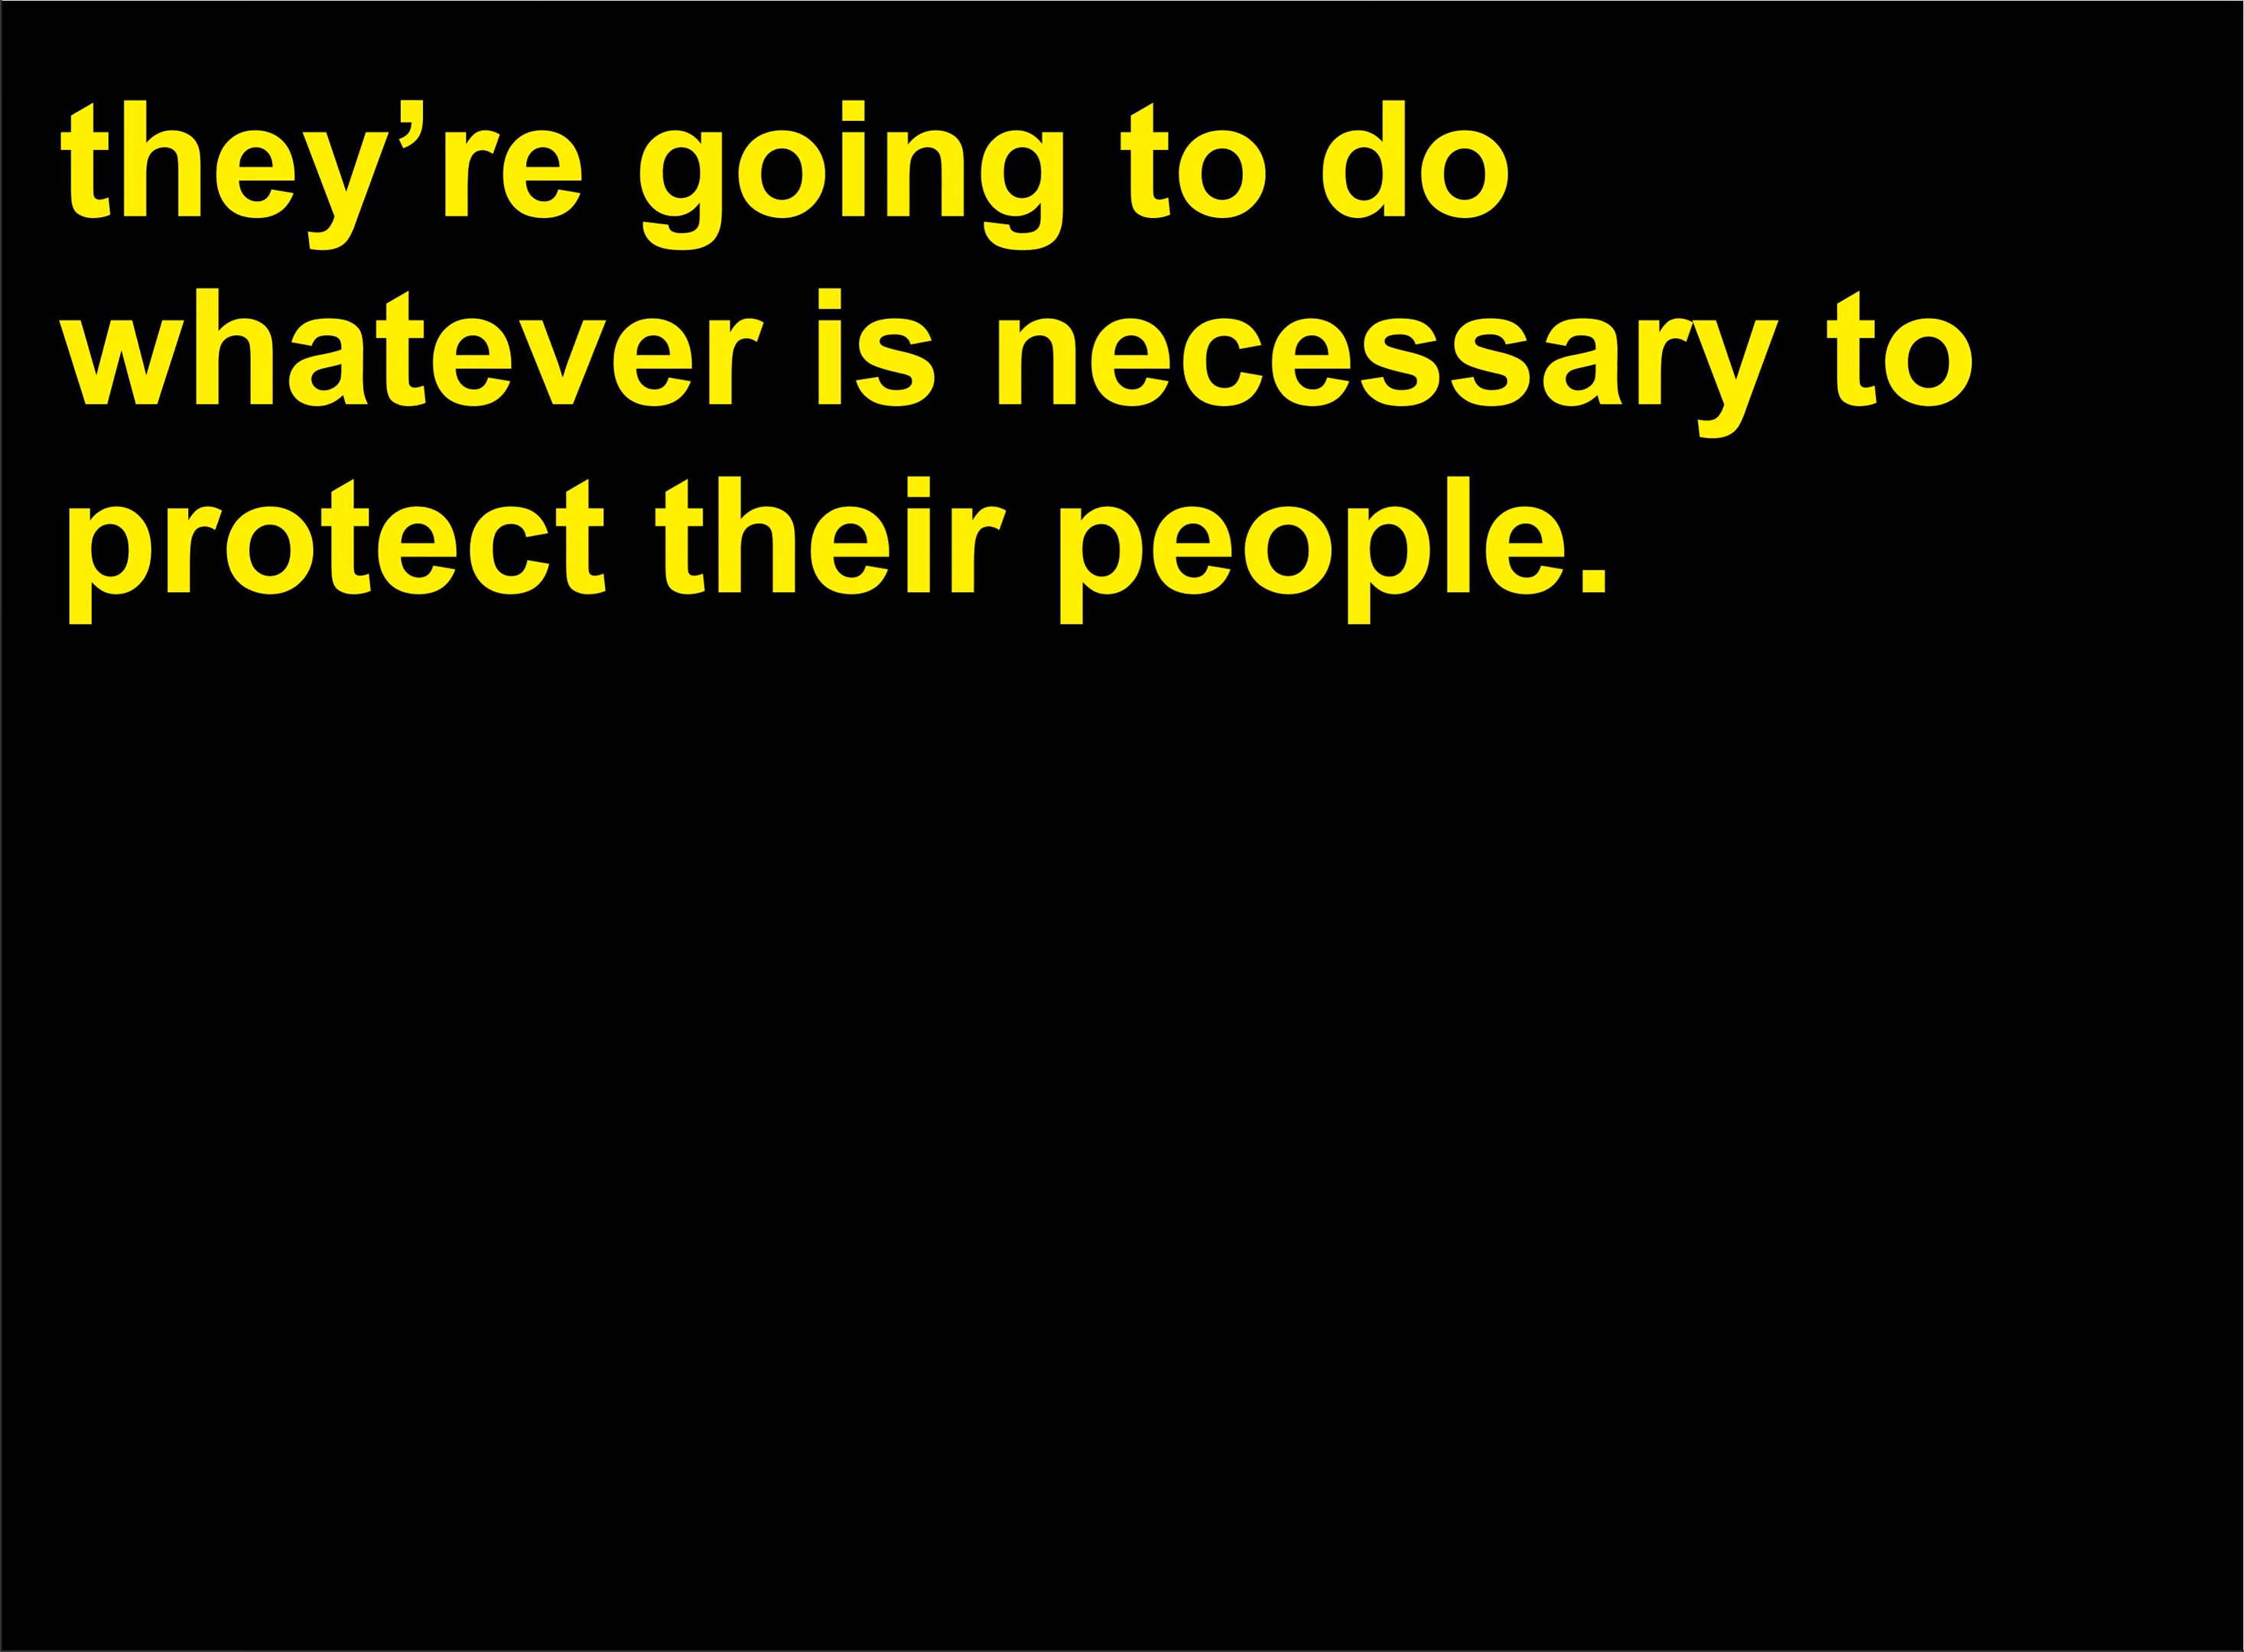 they’re going to do
whatever is necessary to
protect their people.